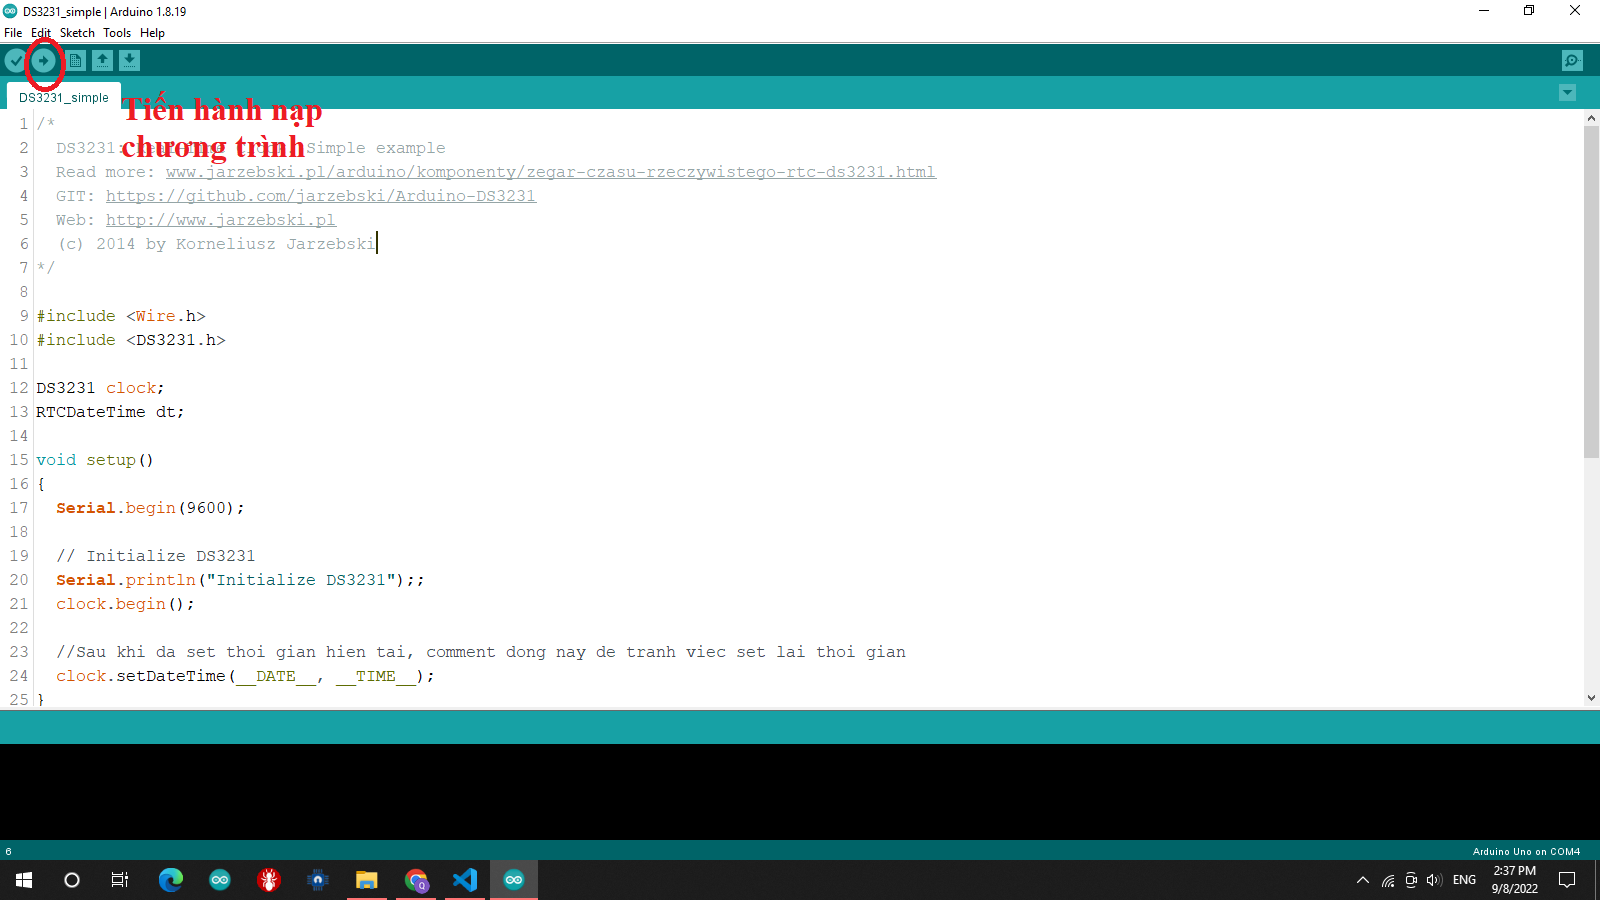 DS3231_simple | Arduino 1.8.19
File Edit Sketch Tools Help
DS3231_simple
Tiến hành nạp
chương trình
1 /*
2 DS3231: Simple example
3 Read more: www.jarzebski.pl/arduino/komponenty/zegar-czasu-rzeczywistego-rtc-ds3231.html
4 GIT: https://github.com/jarzebski/Arduino-DS3231
5 Web: http://www.jarzebski.pl
6 (c) 2014 by Korneliusz Jarzebski
7 */
8
9 #include <Wire.h>
10 #include <DS3231.h>
11
12 DS3231 clock;
13 RTCDateTime dt;
14
15 void setup()
16 {
17 Serial.begin(9600);
18
19 // Initialize DS3231
20 Serial.println("Initialize DS3231");;
21 clock.begin();
22
23 //Sau khi da set thoi gian hien tai, comment dong nay de tranh viec set lai thoi gian
24 clock.setDateTime(__DATE__, __TIME__);
25 }
6
Arduino Uno on COM4
Q
ENG
2:37 PM
9/8/2022